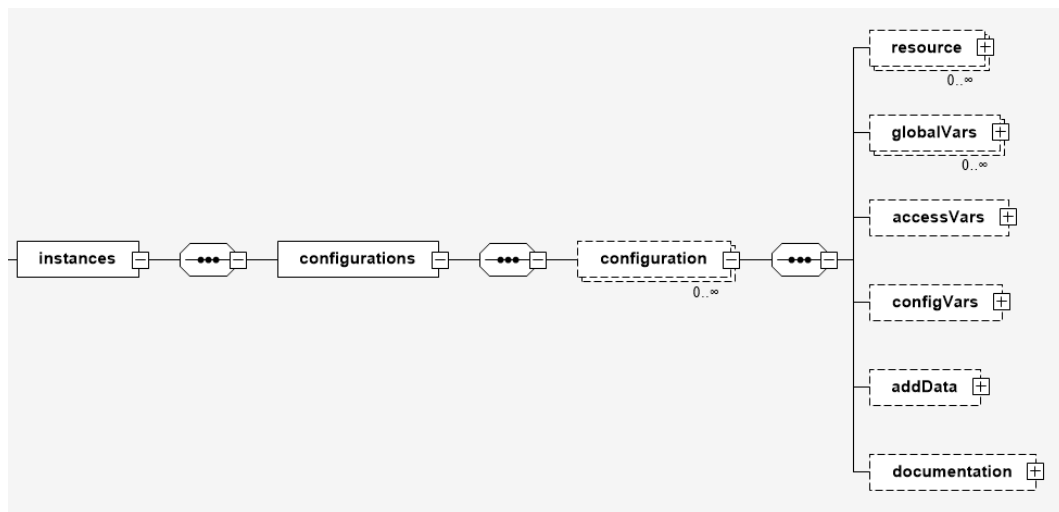 resource
0..∞
globalVars
0..∞
accessVars
instances
configurations
configuration
0..∞
configVars
addData
documentation